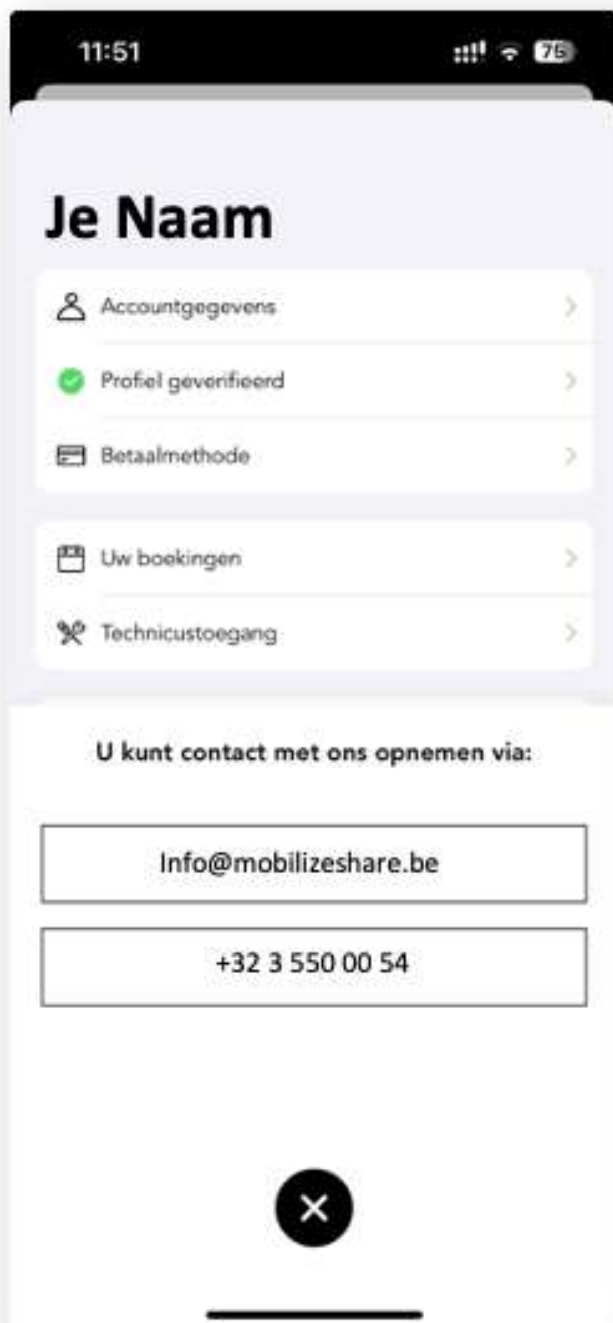 11:51
75
Je Naam
Accountgegevens
Profiel geverifieerd
Betaalmethode
Uw boekingen
Technicustoegang
U kunt contact met ons opnemen via:
Info@mobilizeshare.be
+32 3 550 00 54